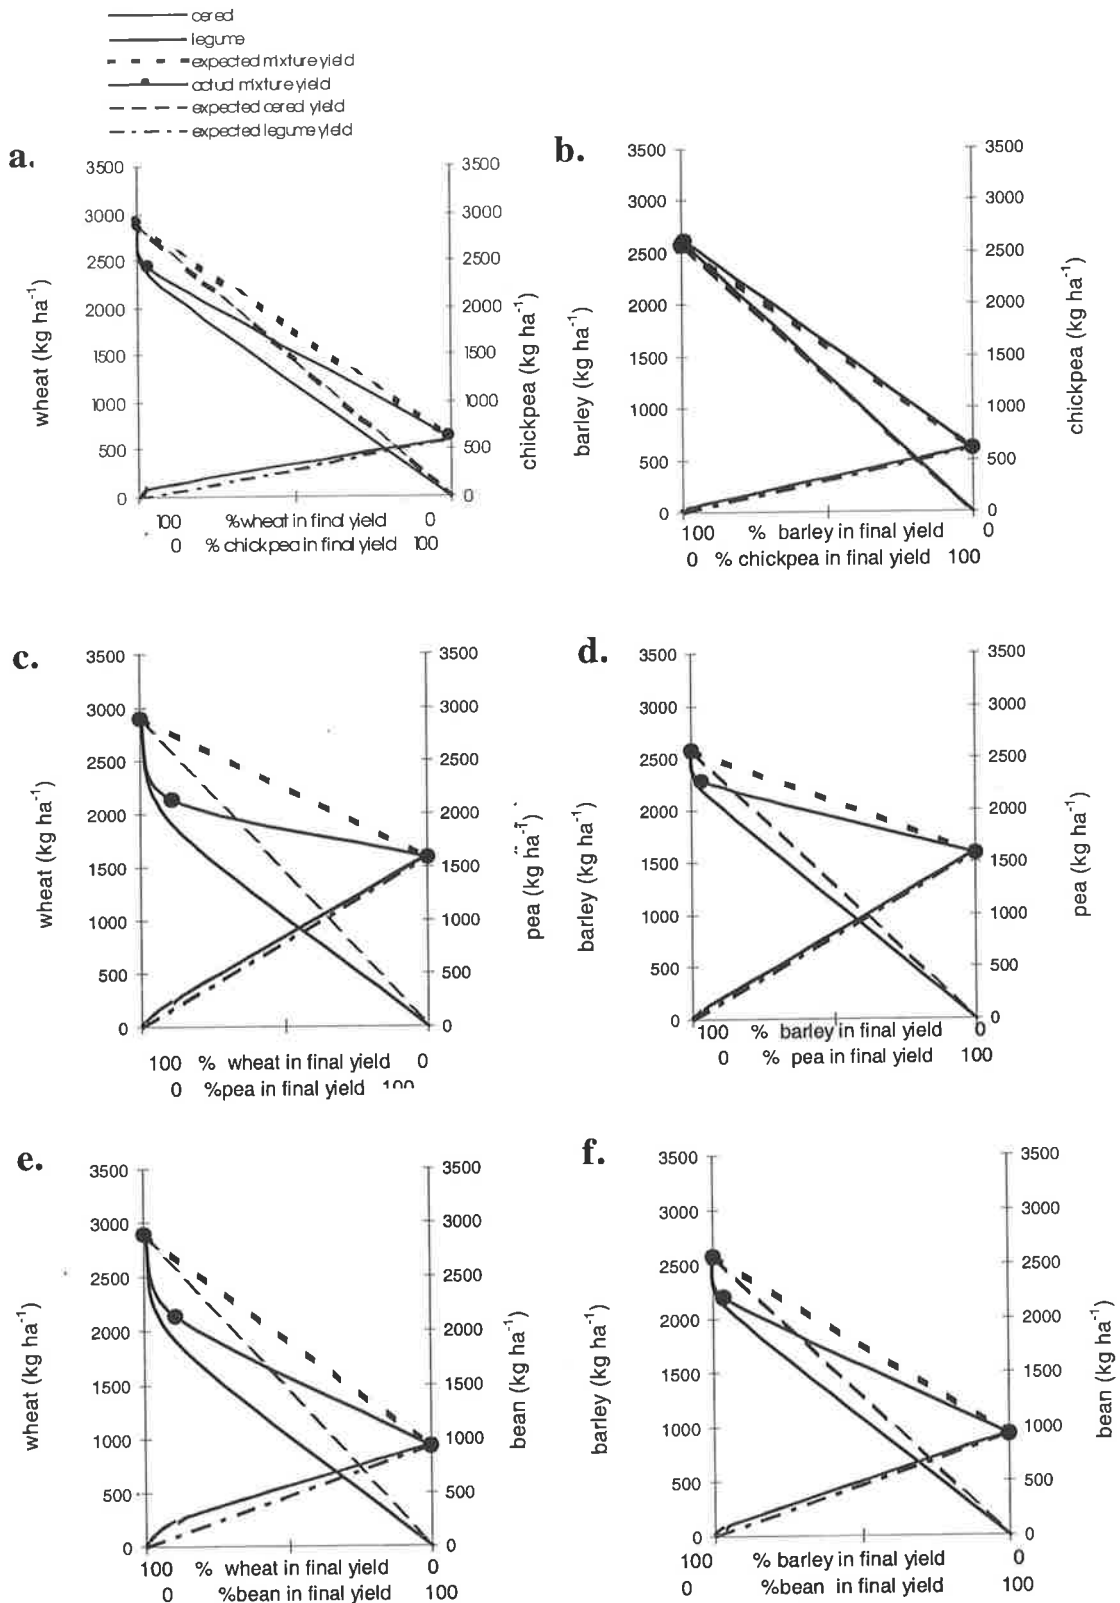 cereal
legume
expected mixture yield
actual mixture yield
expected cereal yield
expected legume yield
a.
3500
3000
2500
2000
1500
1000
500
0
wheat (kg ha⁻¹)
3500
3000
2500
2000
1500
1000
500
0
chickpea (kg ha⁻¹)
100 % wheat in final yield 0
0 % chickpea in final yield 100
b.
3500
3000
2500
2000
1500
1000
500
0
barley (kg ha⁻¹)
3500
3000
2500
2000
1500
1000
500
0
chickpea (kg ha⁻¹)
100 % barley in final yield 0
0 % chickpea in final yield 100
c.
3500
3000
2500
2000
1500
1000
500
0
wheat (kg ha⁻¹)
3500
3000
2500
2000
1500
1000
500
0
pea (kg ha⁻¹)
100 % wheat in final yield 0
0 %pea in final yield 100
d.
3500
3000
2500
2000
1500
1000
500
0
barley (kg ha⁻¹)
3500
3000
2500
2000
1500
1000
500
0
pea (kg ha⁻¹)
100 % barley in final yield 0
0 % pea in final yield 100
e.
3500
3000
2500
2000
1500
1000
500
0
wheat (kg ha⁻¹)
3500
3000
2500
2000
1500
1000
500
0
bean (kg ha⁻¹)
100 % wheat in final yield 0
0 %bean in final yield 100
f.
3500
3000
2500
2000
1500
1000
500
0
barley (kg ha⁻¹)
3500
3000
2500
2000
1500
1000
500
0
bean (kg ha⁻¹)
100 % barley in final yield 0
0 %bean in final yield 100